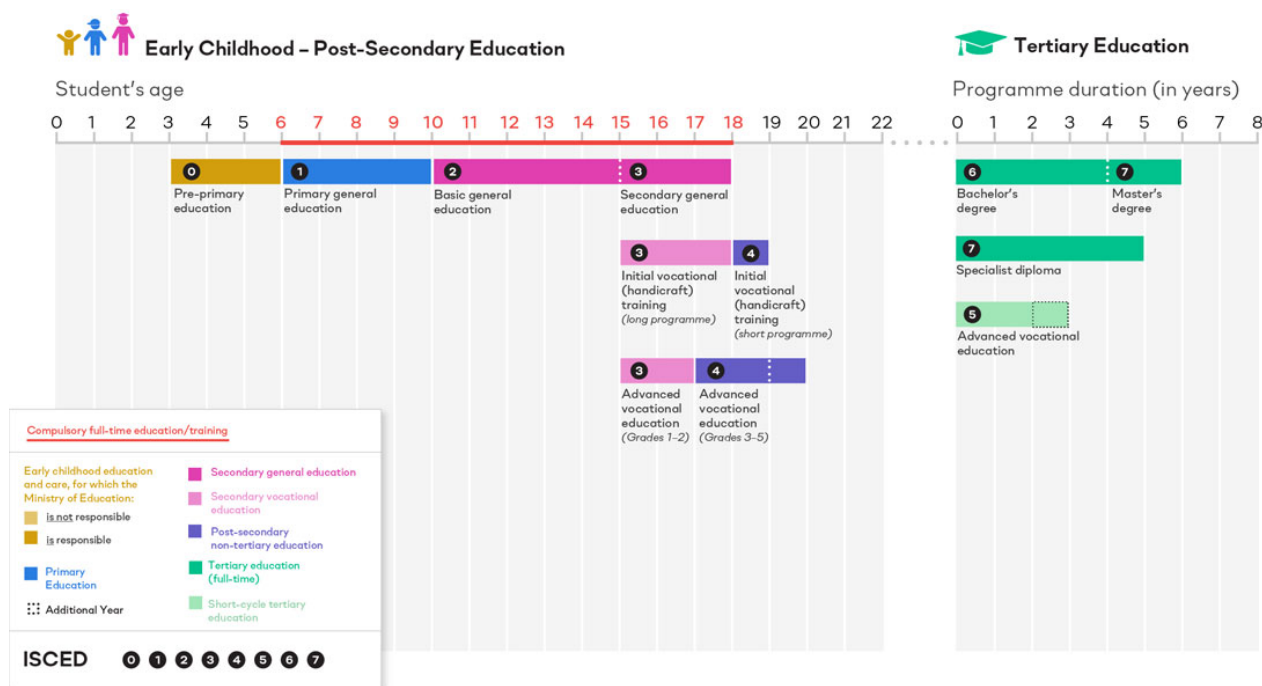 Early Childhood – Post-Secondary Education
Student's age
0 1 2 3 4 5 6 7 8 9 10 11 12 13 14 15 16 17 18 19 20 21 22
0
Pre-primary
education
1
Primary general
education
2
Basic general
education
3
Secondary general
education
3
Initial vocational
(handicraft)
training
(long programme)
4
Initial
vocational
(handicraft)
training
(short programme)
3
Advanced
vocational
education
(Grades 1–2)
4
Advanced
vocational
education
(Grades 3–5)
Tertiary Education
Programme duration (in years)
0 1 2 3 4 5 6 7 8
6
Bachelor's
degree
7
Master's
degree
7
Specialist diploma
5
Advanced vocational
education
Compulsory full-time education/training
Early childhood education
and care, for which the
Ministry of Education:
is not responsible
is responsible
Primary
Education
Additional Year
Secondary general education
Secondary vocational
education
Post-secondary
non-tertiary education
Tertiary education
(full-time)
Short-cycle tertiary
education
ISCED 0 1 2 3 4 5 6 7